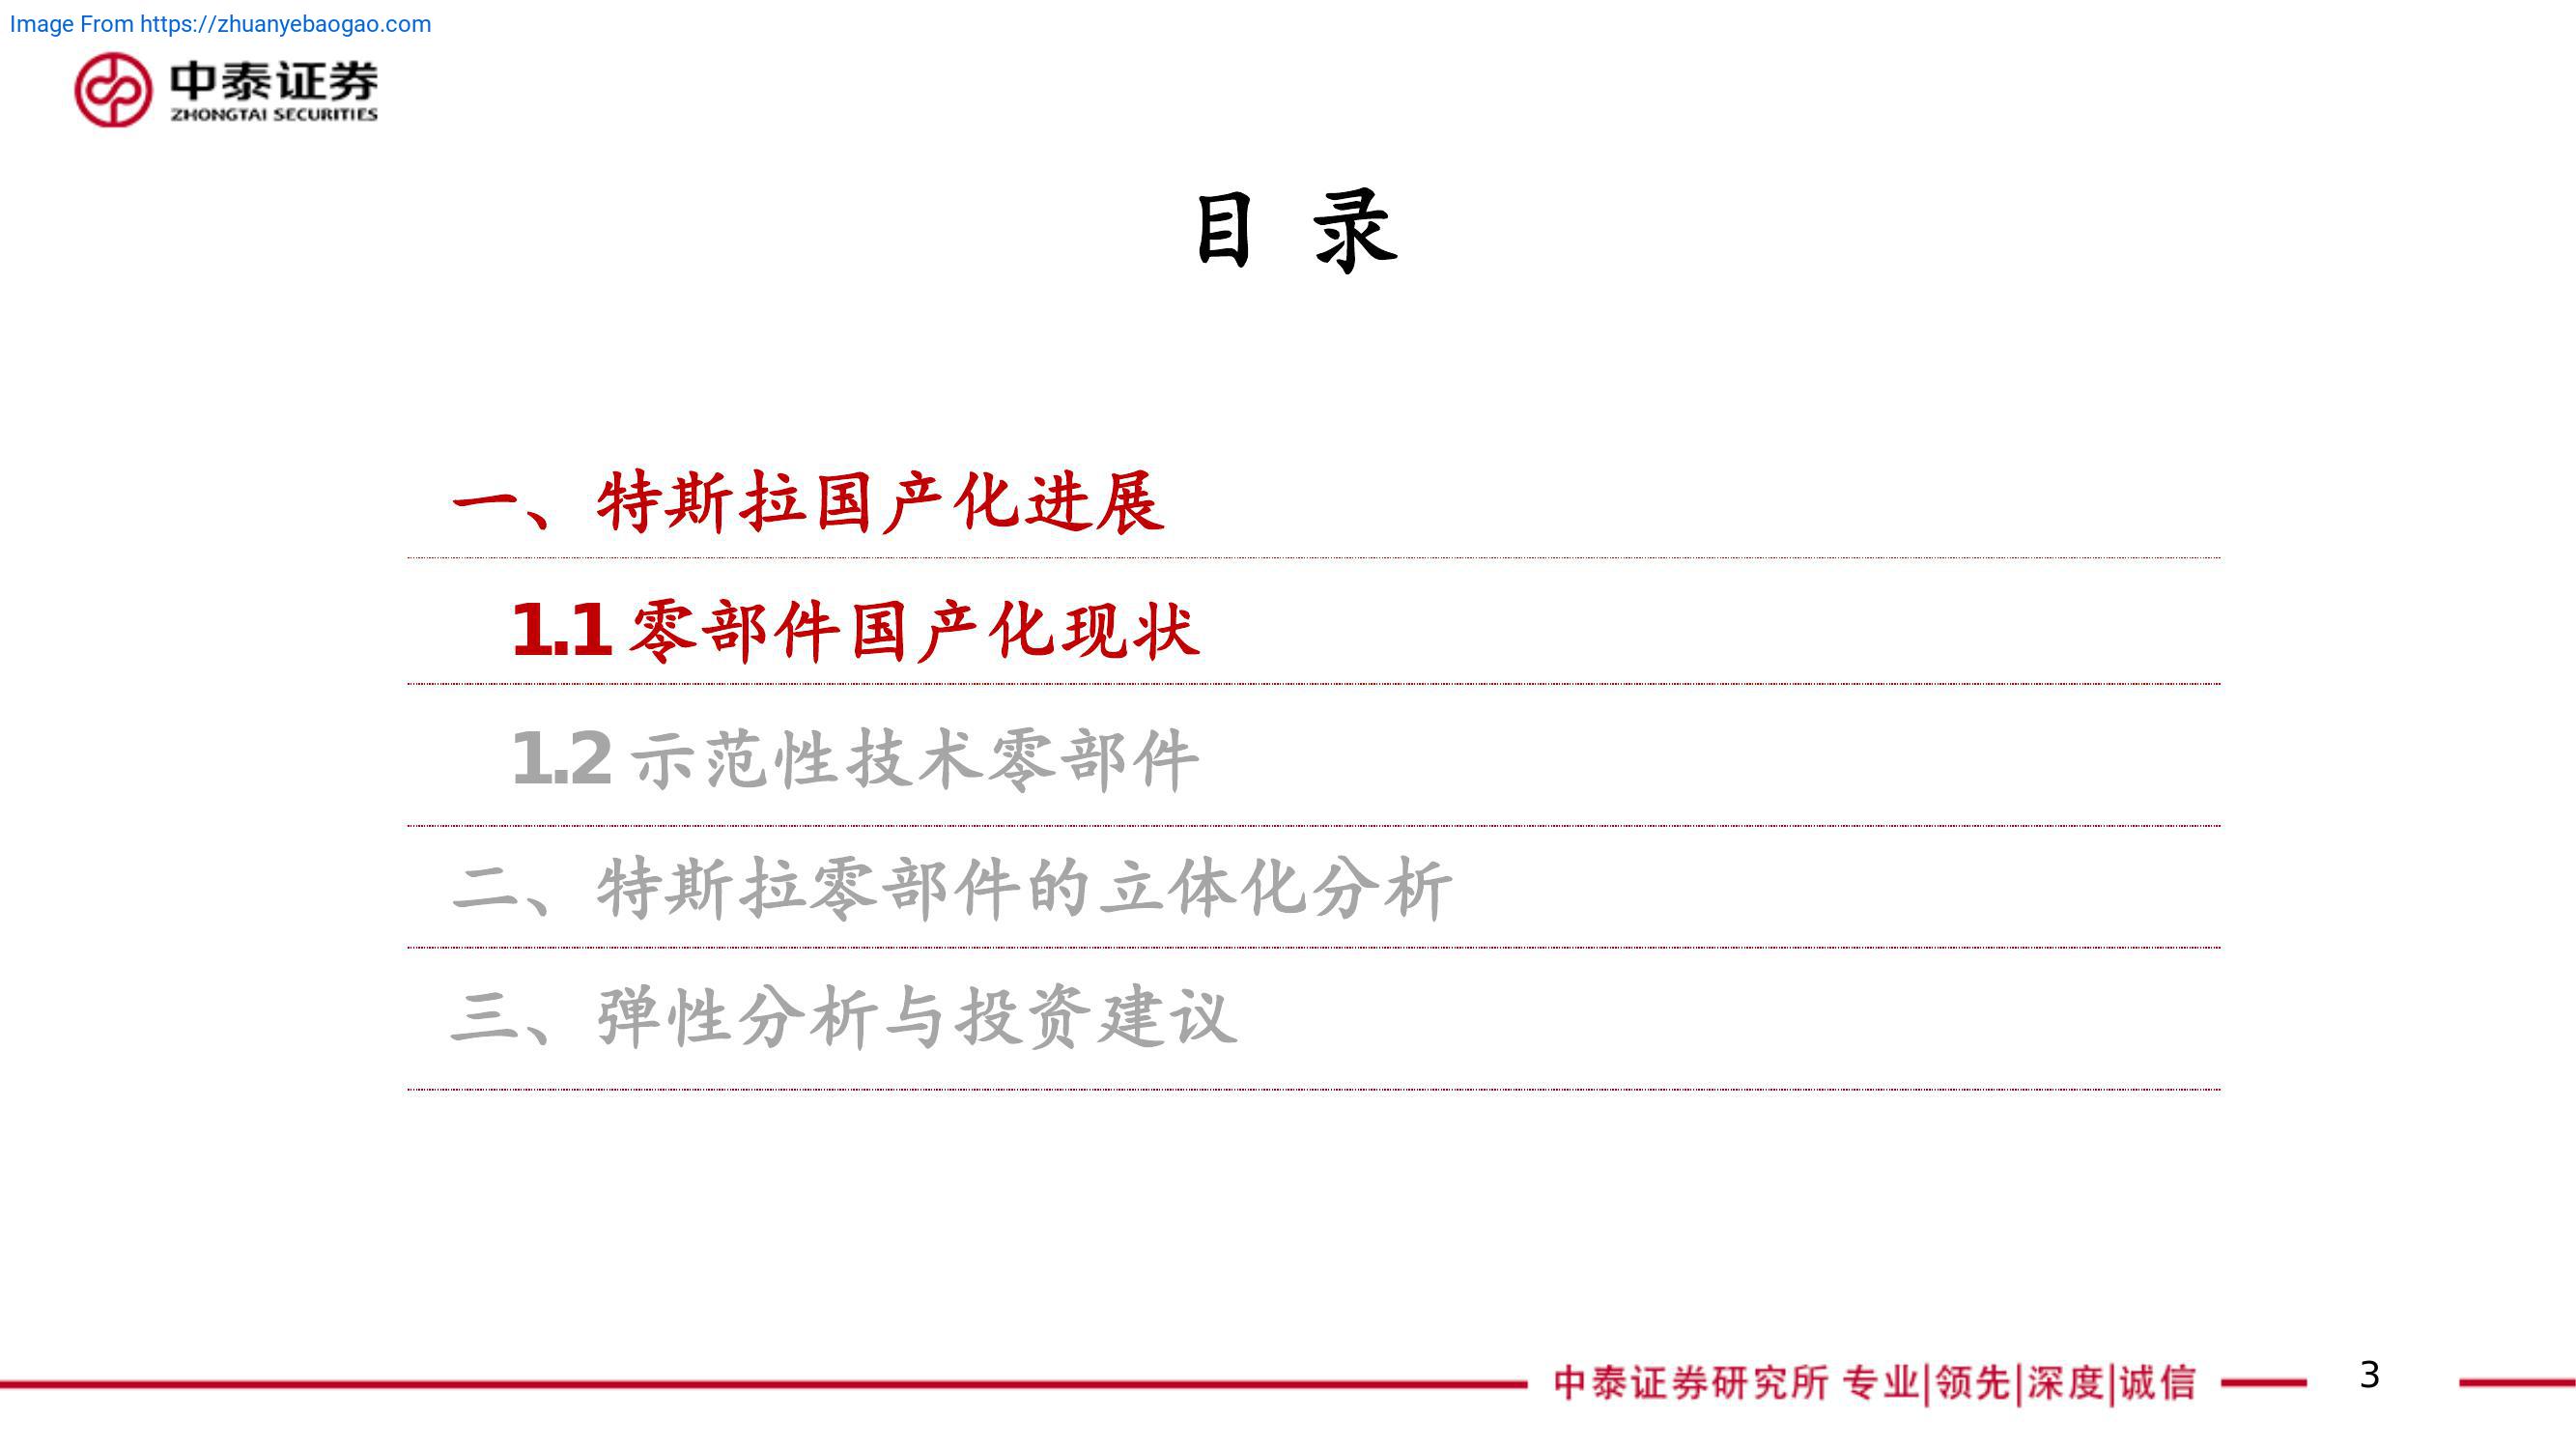 Image From https://zhuanyebaogao.com
中泰证券
ZHONGTAI SECURITIES
目 录
一、特斯拉国产化进展
1.1 零部件国产化现状
1.2 示范性技术零部件
二、特斯拉零部件的立体化分析
三、弹性分析与投资建议
中泰证券研究所 专业|领先|深度|诚信
3